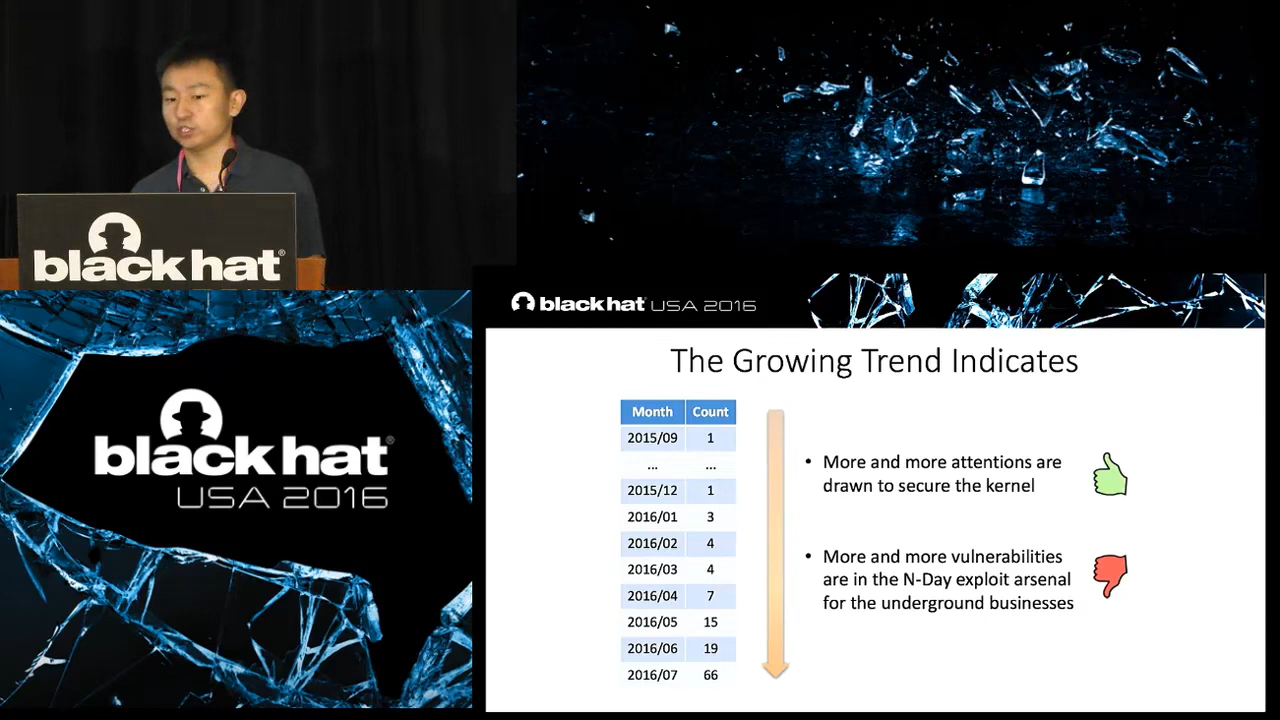 black hat®
black hat®
USA 2016
black hat USA 2016
The Growing Trend Indicates
Month Count
2015/09 1
... ...
2015/12 1
2016/01 3
2016/02 4
2016/03 4
2016/04 7
2016/05 15
2016/06 19
2016/07 66
• More and more attentions are
drawn to secure the kernel
• More and more vulnerabilities
are in the N-Day exploit arsenal
for the underground businesses